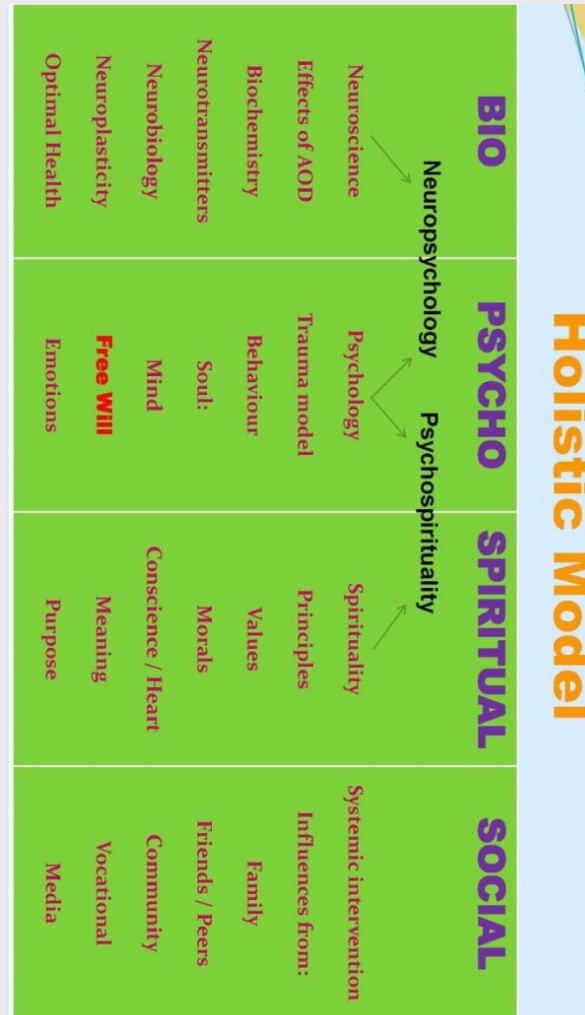 Holistic Model
BIO
PSYCHO
SPIRITUAL
SOCIAL
Neuropsychology
Psychospirituality
Neuroscience
Effects of AOD
Biochemistry
Neurotransmitters
Neurobiology
Neuroplasticity
Optimal Health
Psychology
Trauma model
Behaviour
Soul:
Mind
Free Will
Emotions
Spirituality
Principles
Values
Morals
Conscience / Heart
Meaning
Purpose
Systemic intervention
Influences from:
Family
Friends / Peers
Community
Vocational
Media